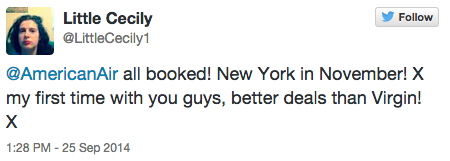 Little Cecily
@LittleCecily1
Follow
@AmericanAir all booked! New York in November! X
my first time with you guys, better deals than Virgin!
X
1:28 PM - 25 Sep 2014